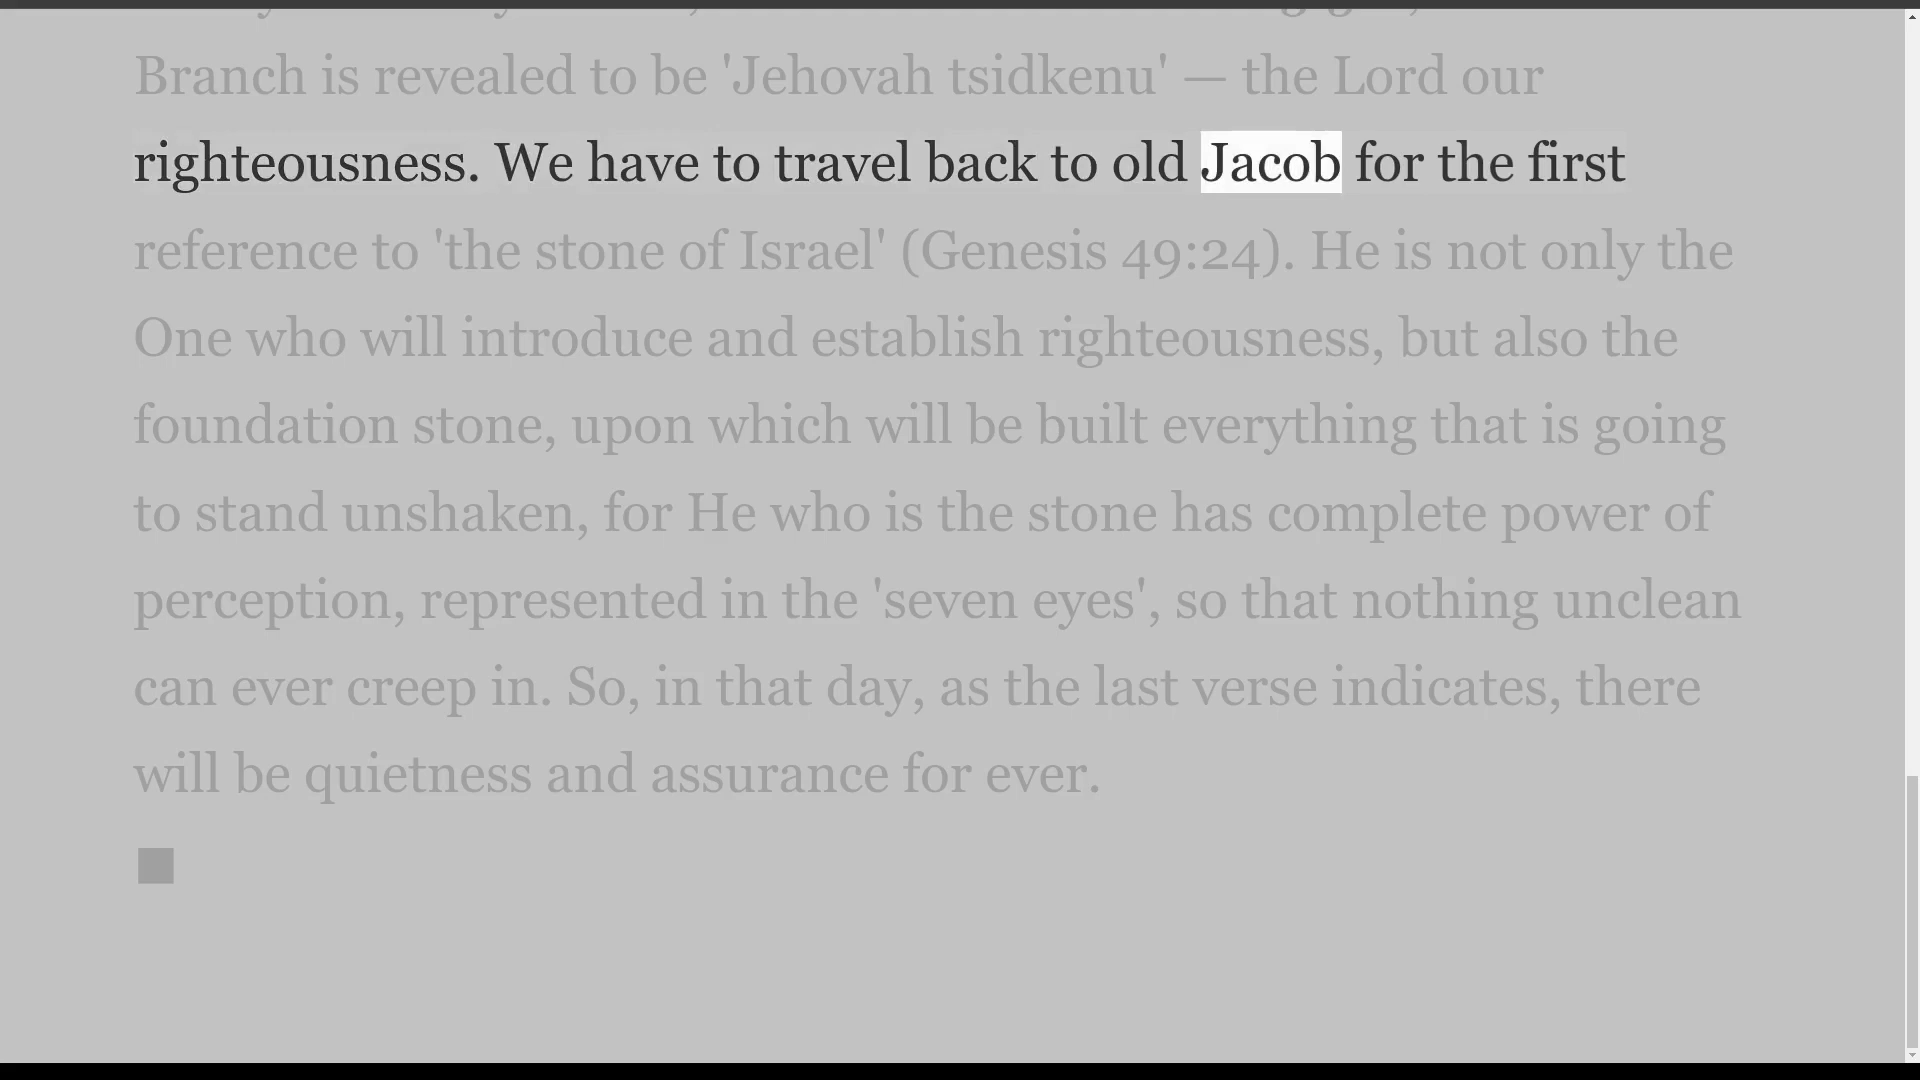 Branch is revealed to be 'Jehovah tsidkenu' — the Lord our
righteousness. We have to travel back to old Jacob for the first
reference to 'the stone of Israel' (Genesis 49:24). He is not only the
One who will introduce and establish righteousness, but also the
foundation stone, upon which will be built everything that is going
to stand unshaken, for He who is the stone has complete power of
perception, represented in the 'seven eyes', so that nothing unclean
can ever creep in. So, in that day, as the last verse indicates, there
will be quietness and assurance for ever.